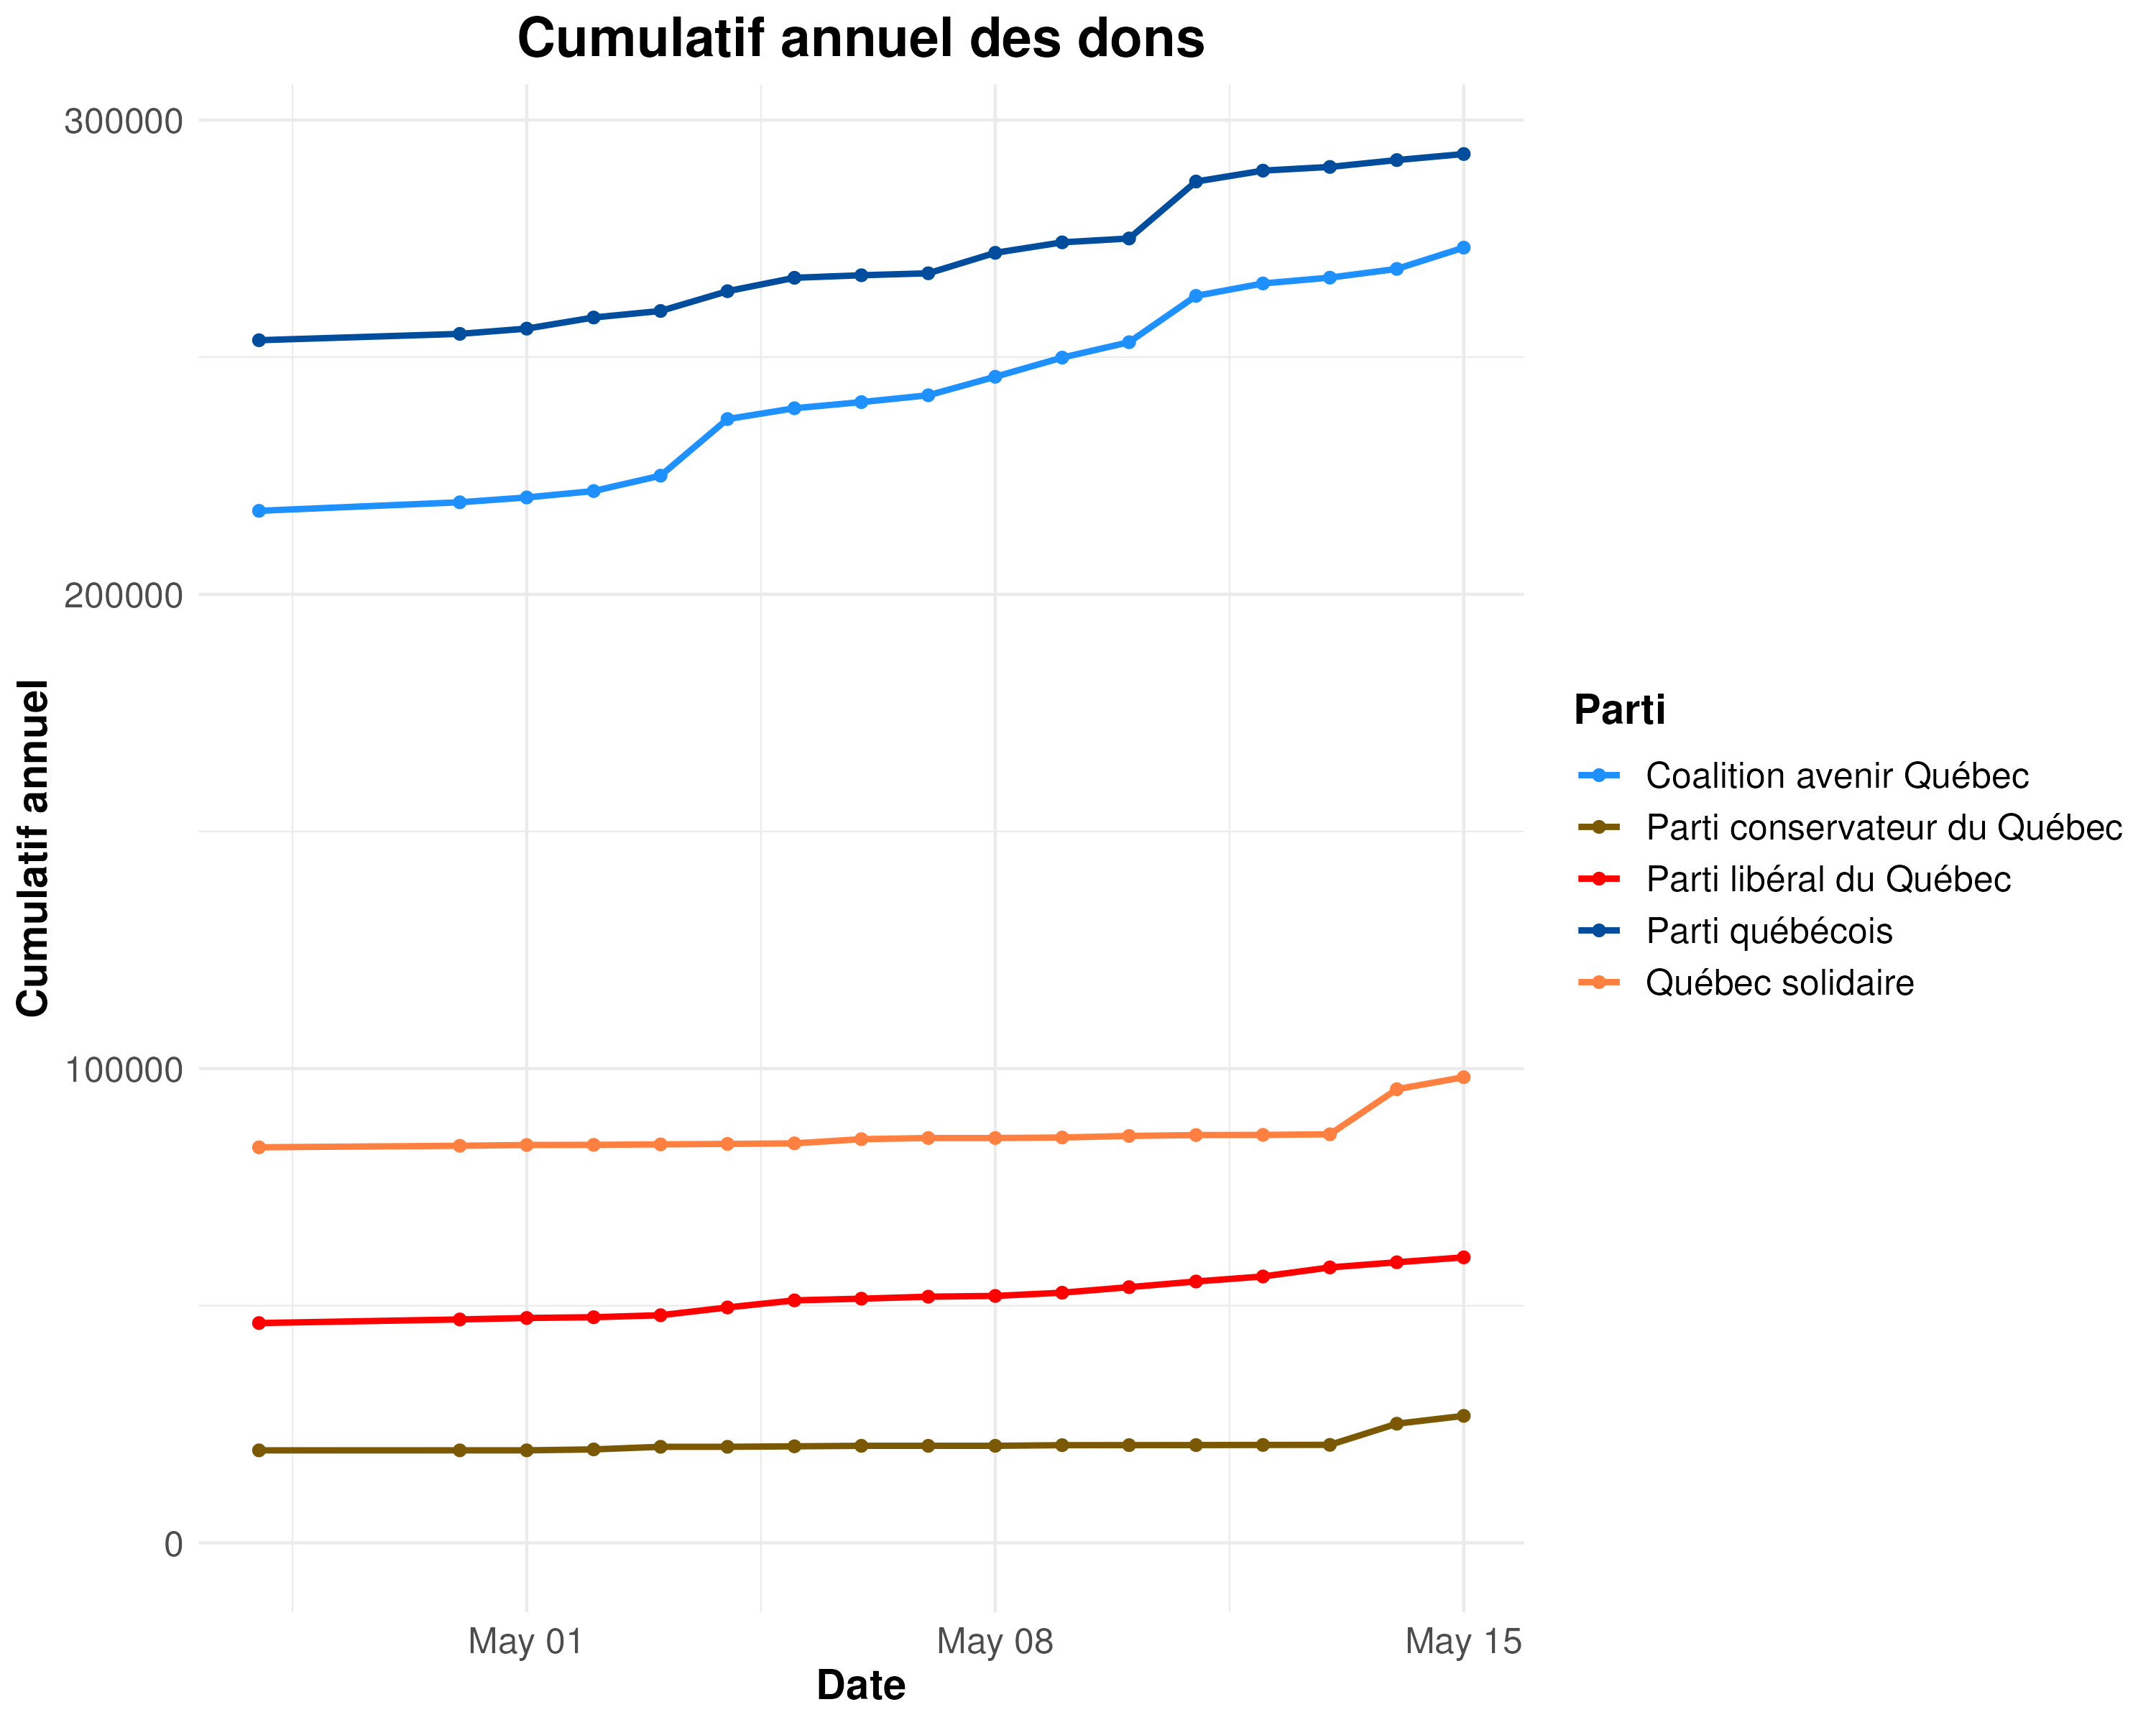 Cumulatif annuel des dons
300000
200000
100000
0
Cumulatif annuel
May 01
May 08
May 15
Date
Parti
Coalition avenir Québec
Parti conservateur du Québec
Parti libéral du Québec
Parti québécois
Québec solidaire